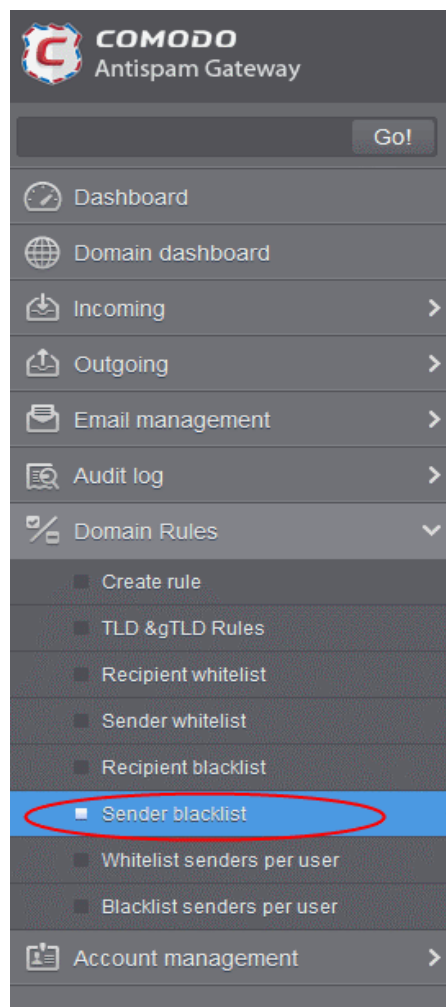 COMODO
Antispam Gateway
Go!
Dashboard
Domain dashboard
Incoming
Outgoing
Email management
Audit log
Domain Rules
Create rule
TLD &gTLD Rules
Recipient whitelist
Sender whitelist
Recipient blacklist
Sender blacklist
Whitelist senders per user
Blacklist senders per user
Account management